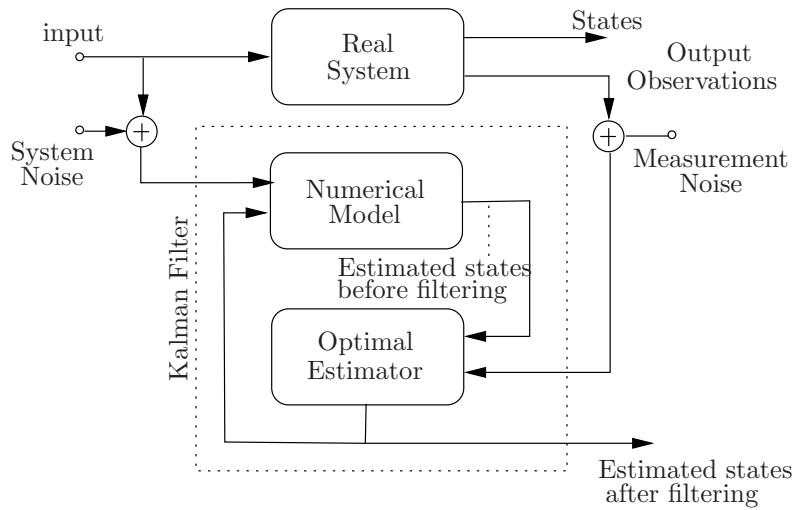 input
Real
System
States
Output
Observations
+
System
Noise
+
Measurement
Noise
Kalman Filter
Numerical
Model
Estimated states
before filtering
Optimal
Estimator
Estimated states
after filtering